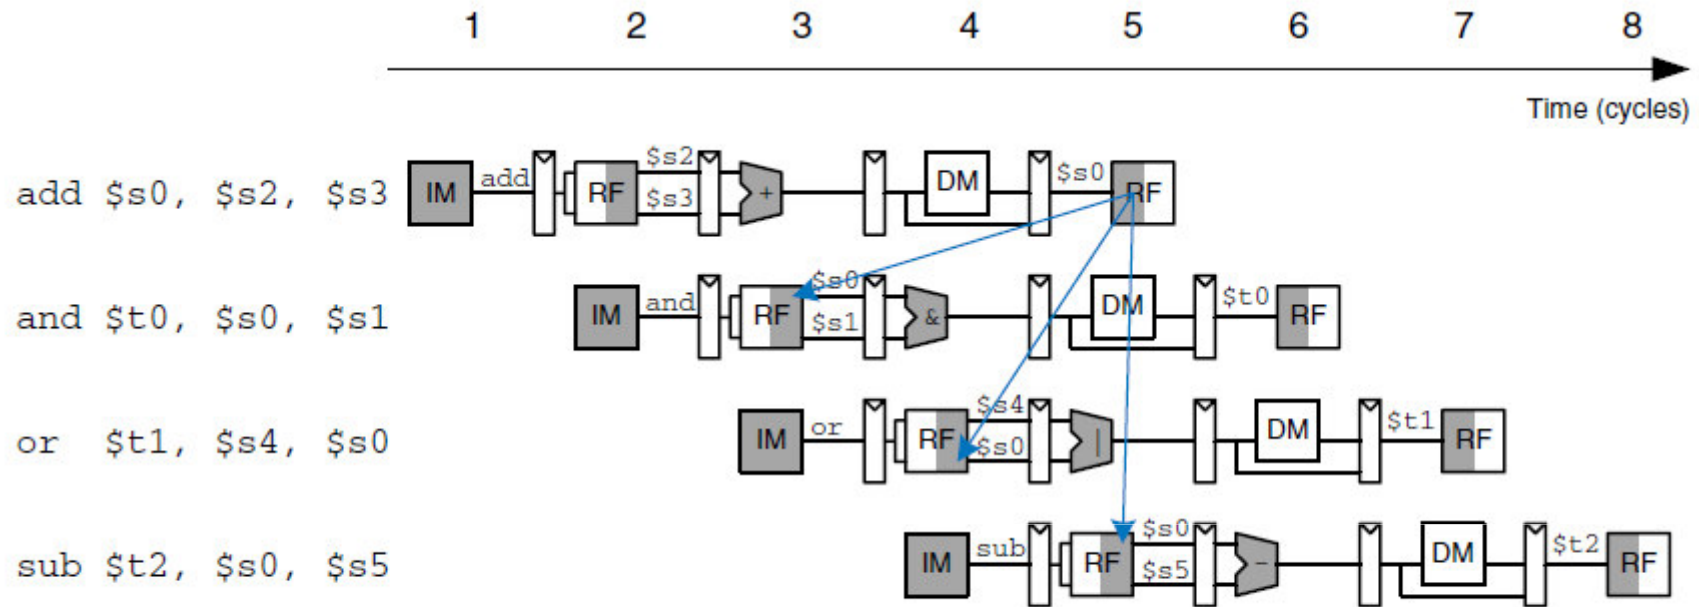 1 2 3 4 5 6 7 8
Time (cycles)
add $s0, $s2, $s3 IM add RF $s2 $s3 + DM $s0 RF
and $t0, $s0, $s1 IM and RF $s0 $s1 & DM $t0 RF
or $t1, $s4, $s0 IM or RF $s4 $s0 | DM $t1 RF
sub $t2, $s0, $s5 IM sub RF $s0 $s5 - DM $t2 RF